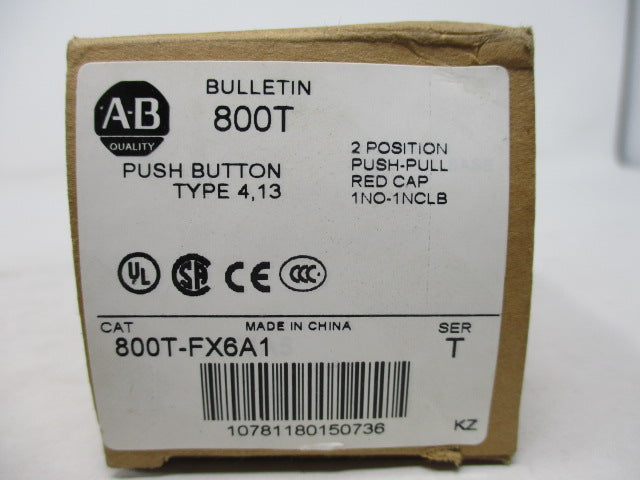 A-B
QUALITY
BULLETIN
800T
PUSH BUTTON
TYPE 4,13
2 POSITION
PUSH-PULL
RED CAP
1NO-1NCLB
UL
SA
CE
CCC
CAT
MADE IN CHINA
SER
800T-FX6A1
T
10781180150736
KZ